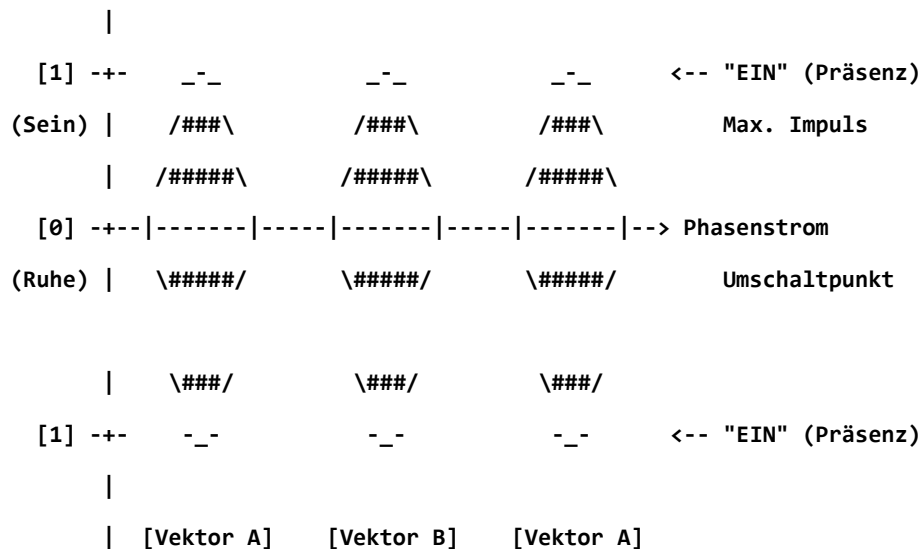 |
[1] -+- _-_ _-_ _-_ <-- "EIN" (Präsenz)
(Sein) | /###\ /###\ /###\ Max. Impuls
| /#####\ /#####\ /#####\
[0] -+--|-------|-----|-------|-----|-------|--> Phasenstrom
(Ruhe) | \#####/ \#####/ \#####/ Umschaltpunkt
| \###/ \###/ \###/
[1] -+- -_- -_- -_- <-- "EIN" (Präsenz)
|
| [Vektor A] [Vektor B] [Vektor A]